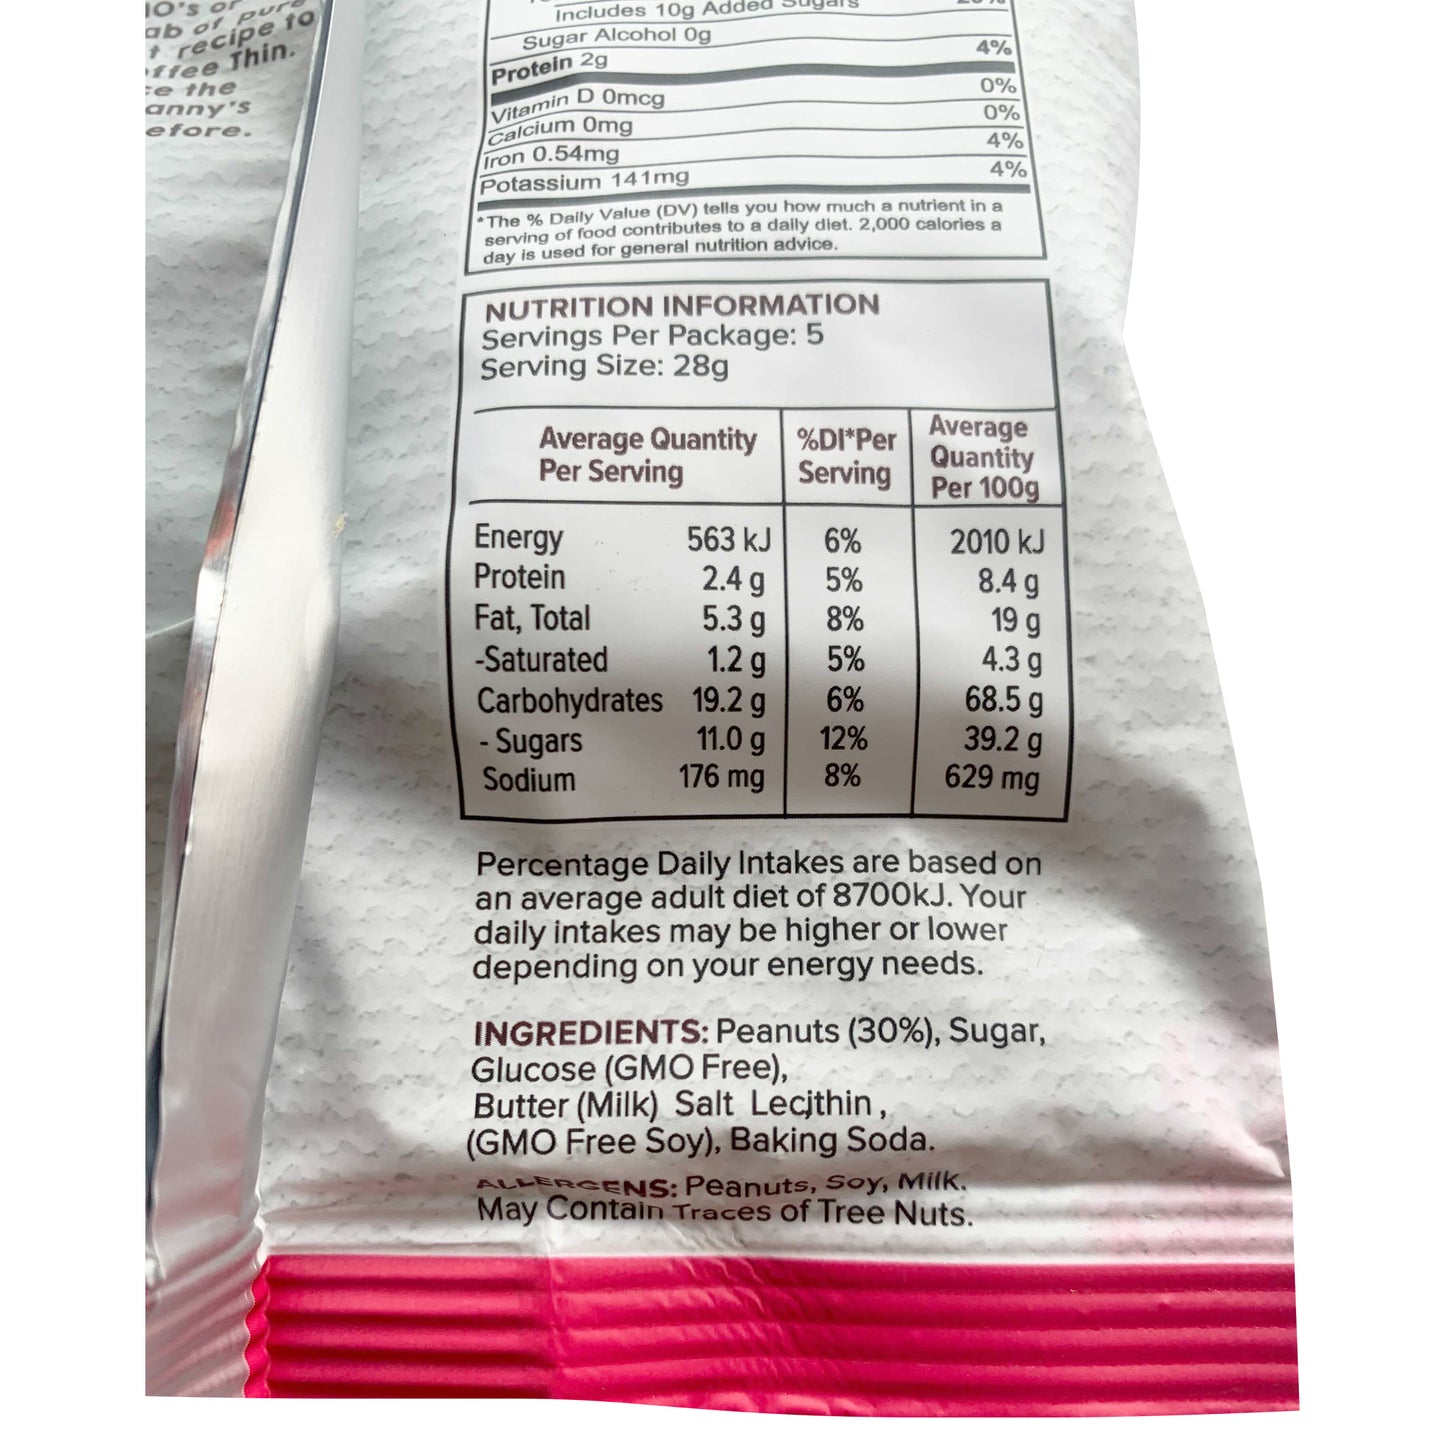 ab of pure
t recipe to
ffee Thin.
ce the
anny's
efore.
Includes 10g Added Sugars
Sugar Alcohol 0g
Protein 2g 4%
Vitamin D 0mcg 0%
Calcium 0mg 0%
Iron 0.54mg 4%
Potassium 141mg 4%
*The % Daily Value (DV) tells you how much a nutrient in a
serving of food contributes to a daily diet. 2,000 calories a
day is used for general nutrition advice.
NUTRITION INFORMATION
Servings Per Package: 5
Serving Size: 28g
Average Quantity Per Serving %DI*Per Serving Average Quantity Per 100g
Energy 563 kJ 6% 2010 kJ
Protein 2.4 g 5% 8.4 g
Fat, Total 5.3 g 8% 19 g
-Saturated 1.2 g 5% 4.3 g
Carbohydrates 19.2 g 6% 68.5 g
- Sugars 11.0 g 12% 39.2 g
Sodium 176 mg 8% 629 mg
Percentage Daily Intakes are based on
an average adult diet of 8700kJ. Your
daily intakes may be higher or lower
depending on your energy needs.
INGREDIENTS: Peanuts (30%), Sugar,
Glucose (GMO Free),
Butter (Milk) Salt Lecithin ,
(GMO Free Soy), Baking Soda.
ALLERGENS: Peanuts, Soy, Milk.
May Contain Traces of Tree Nuts.